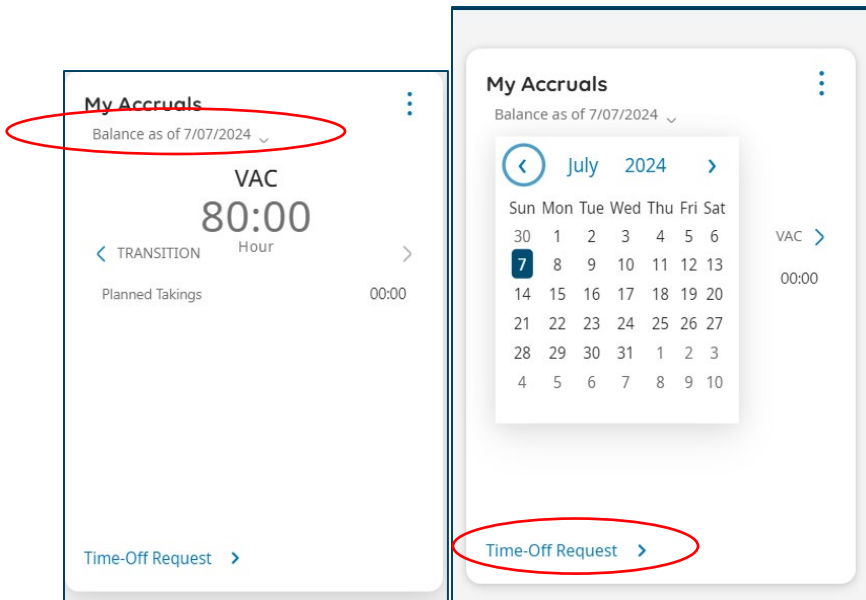 My Accruals
Balance as of 7/07/2024
VAC
80:00
Hour
TRANSITION
Planned Takings 00:00
Time-Off Request
My Accruals
Balance as of 7/07/2024
July 2024
Sun Mon Tue Wed Thu Fri Sat
30 1 2 3 4 5 6
7 8 9 10 11 12 13
14 15 16 17 18 19 20
21 22 23 24 25 26 27
28 29 30 31 1 2 3
4 5 6 7 8 9 10
VAC
00:00
Time-Off Request